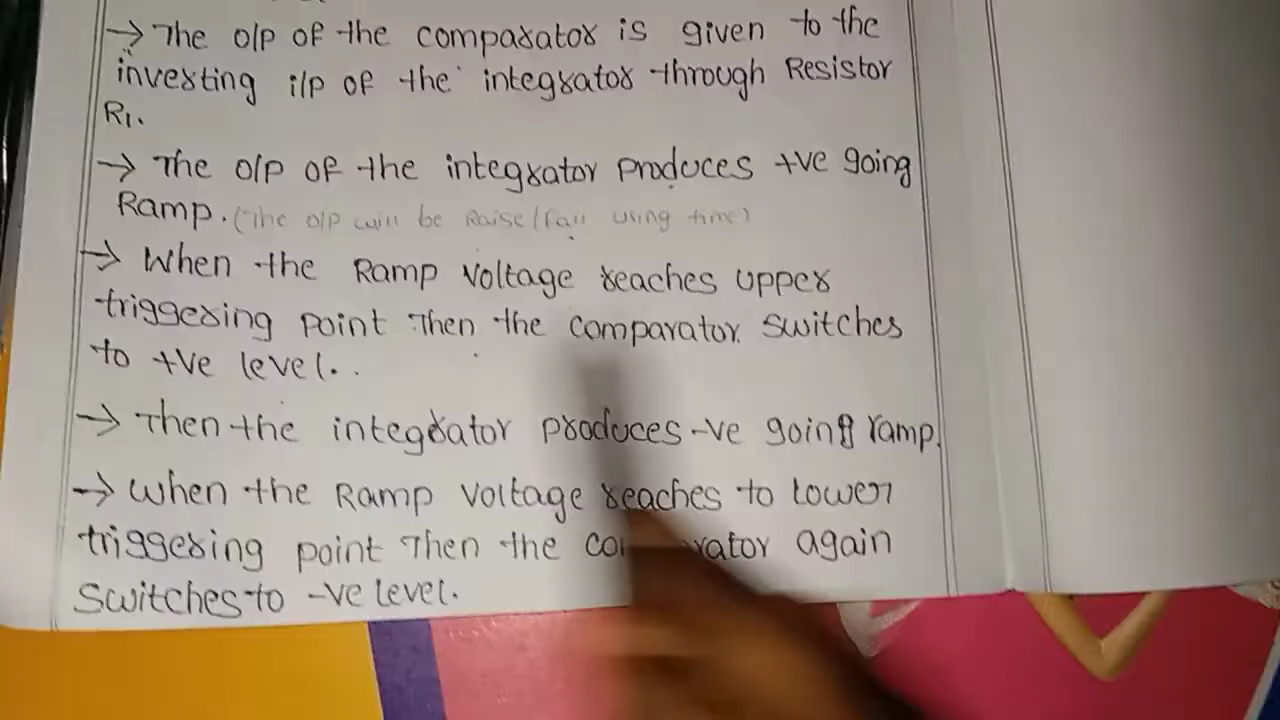 → The o/p of the comparator is given to the
inverting i/p of the integrator through Resistor
R1.
→ The o/p of the integrator produces +ve going
Ramp. (The o/p will be Raise/Fall using time)
→ When the Ramp voltage reaches upper
triggering point Then the comparator switches
to +ve level..
→ Then the integrator produces -ve going ramp.
→ When the Ramp voltage reaches to lower
triggering point Then the again
Switches to -ve level.